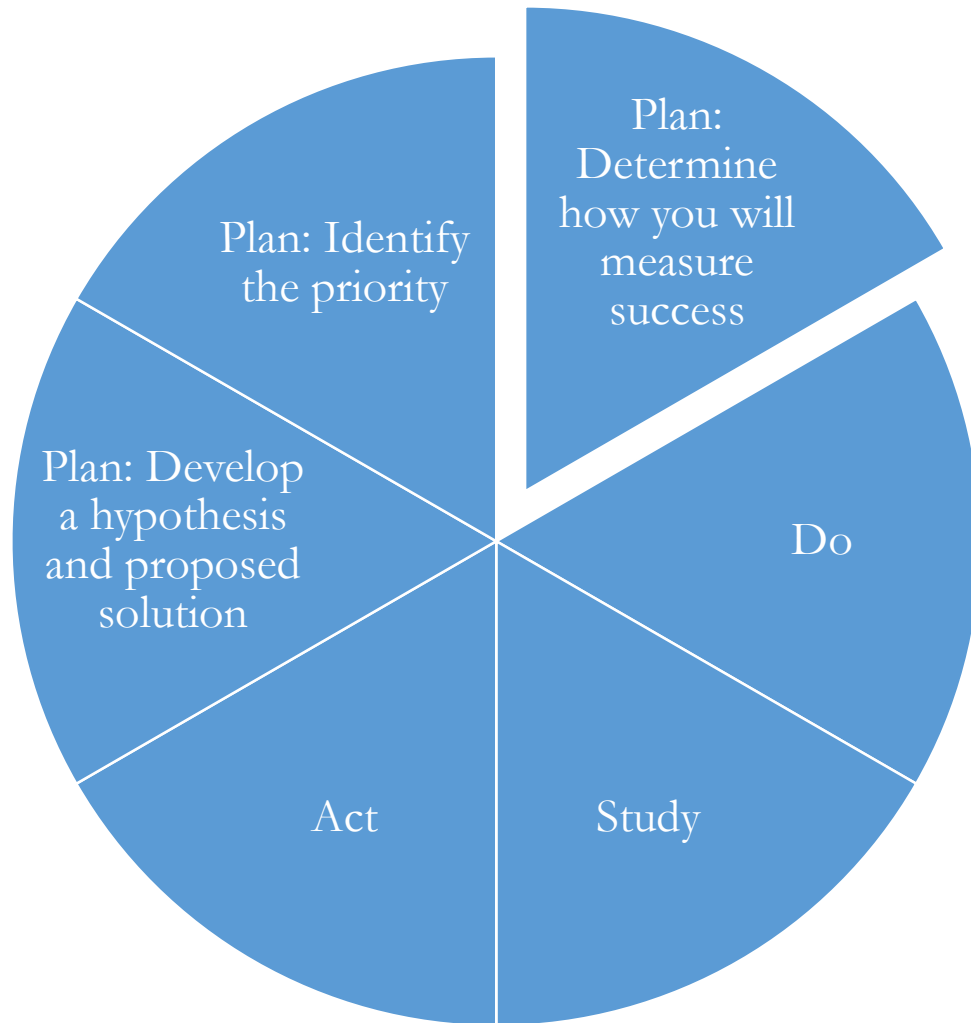 Plan:
Determine
how you will
measure
success
Do
Study
Act
Plan: Develop
a hypothesis
and proposed
solution
Plan: Identify
the priority